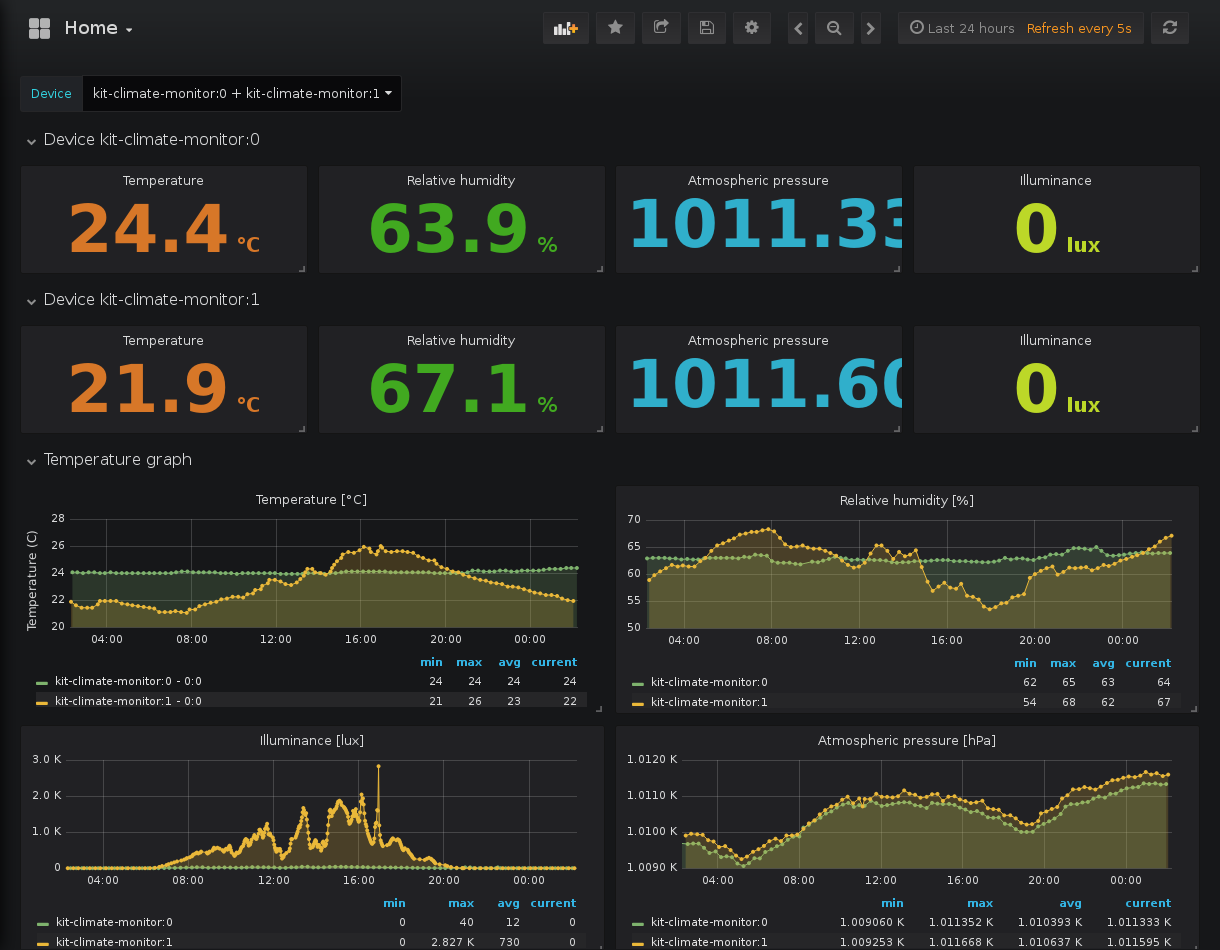 Home
Last 24 hours Refresh every 5s
Device kit-climate-monitor:0 + kit-climate-monitor:1
Device kit-climate-monitor:0
Temperature Relative humidity Atmospheric pressure Illuminance
24.4 °C 63.9 % 1011.33 0 lux
Device kit-climate-monitor:1
Temperature Relative humidity Atmospheric pressure Illuminance
21.9 °C 67.1 % 1011.60 0 lux
Temperature graph
Temperature [°C]
Temperature (C)
28
26
24
22
20
04:00 08:00 12:00 16:00 20:00 00:00
min max avg current
kit-climate-monitor:0 - 0:0 24 24 24 24
kit-climate-monitor:1 - 0:0 21 26 23 22
Relative humidity [%]
70
65
60
55
50
04:00 08:00 12:00 16:00 20:00 00:00
min max avg current
kit-climate-monitor:0 62 65 63 64
kit-climate-monitor:1 54 68 62 67
Illuminance [lux]
3.0 K
2.0 K
1.0 K
0
04:00 08:00 12:00 16:00 20:00 00:00
min max avg current
kit-climate-monitor:0 0 40 12 0
kit-climate-monitor:1 0 2.827 K 730 0
Atmospheric pressure [hPa]
1.0120 K
1.0110 K
1.0100 K
1.0090 K
04:00 08:00 12:00 16:00 20:00 00:00
min max avg current
kit-climate-monitor:0 1.009060 K 1.011352 K 1.010393 K 1.011333 K
kit-climate-monitor:1 1.009253 K 1.011668 K 1.010637 K 1.011595 K